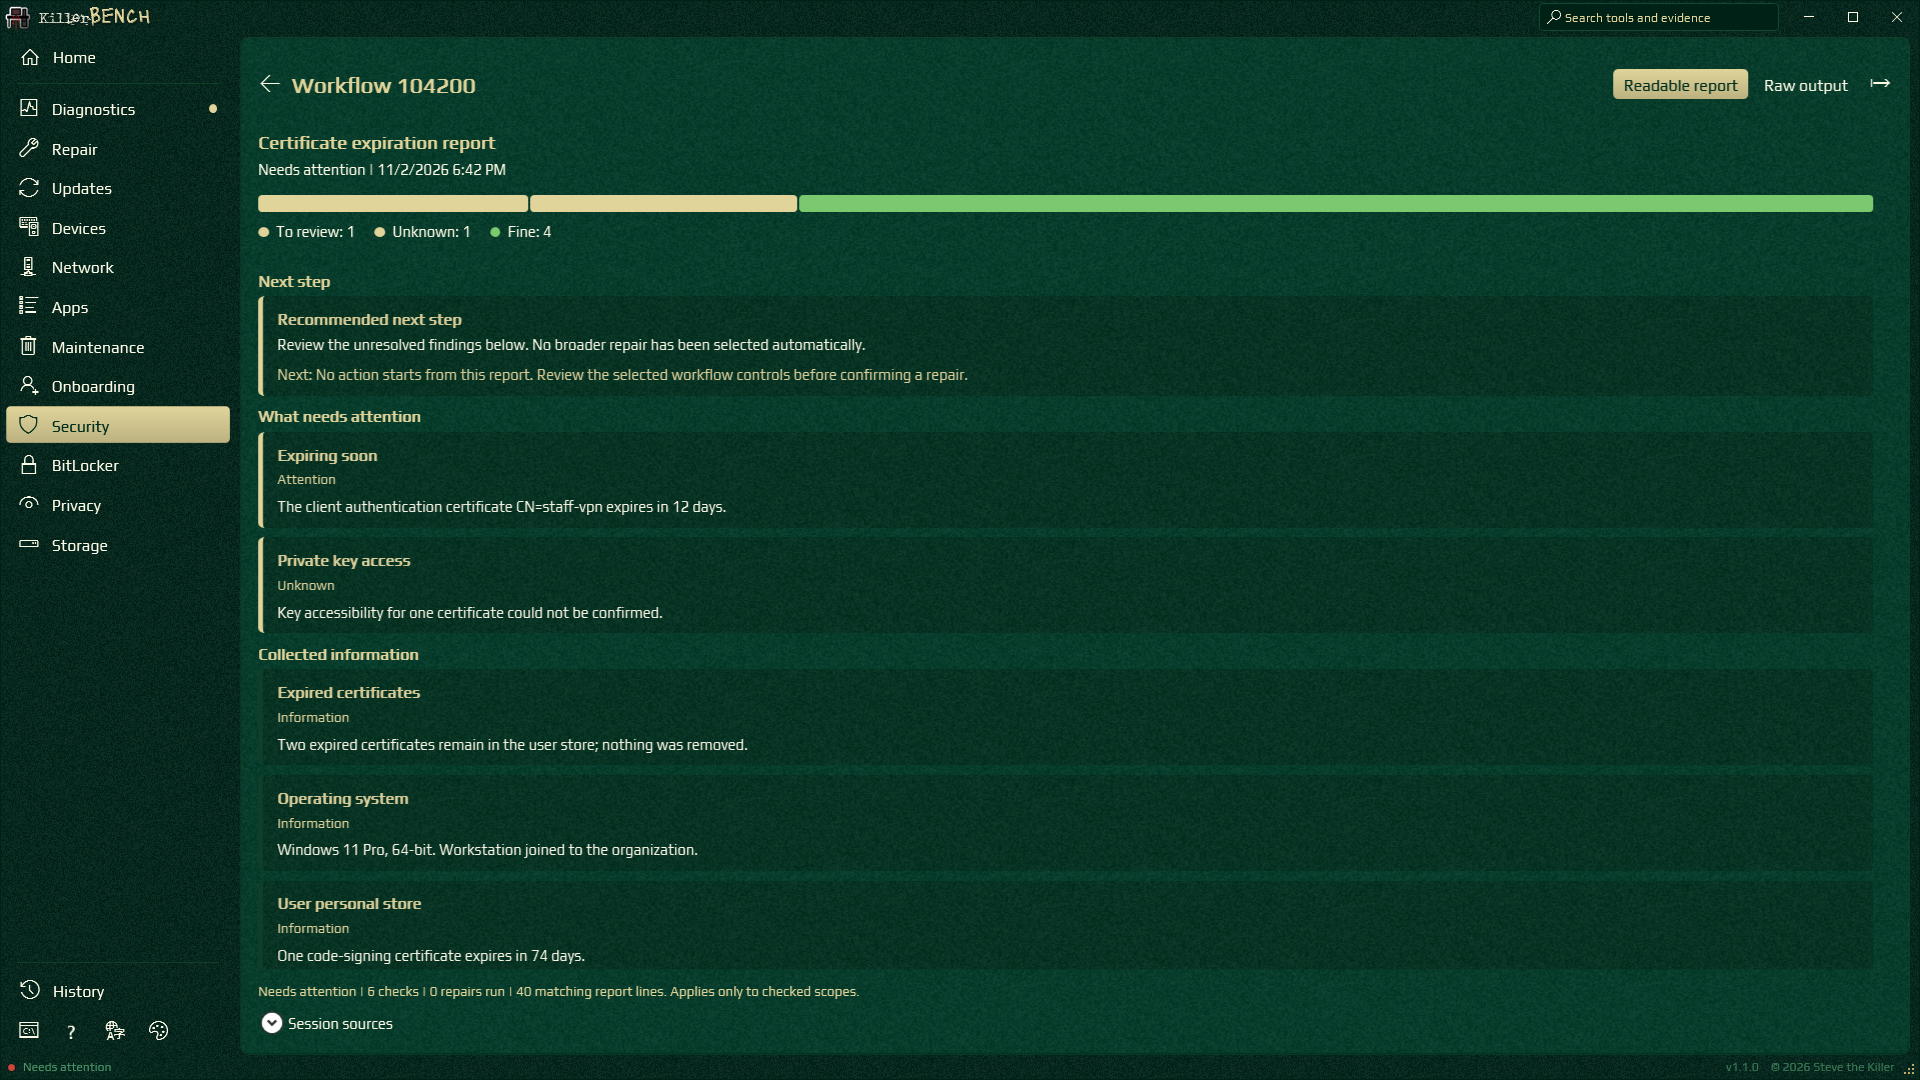 KillerBENCH
Search tools and evidence
Home
Diagnostics
Repair
Updates
Devices
Network
Apps
Maintenance
Onboarding
Security
BitLocker
Privacy
Storage
History
Needs attention
Workflow 104200
Readable report
Raw output
Certificate expiration report
Needs attention | 11/2/2026 6:42 PM
To review: 1
Unknown: 1
Fine: 4
Next step
Recommended next step
Review the unresolved findings below. No broader repair has been selected automatically.
Next: No action starts from this report. Review the selected workflow controls before confirming a repair.
What needs attention
Expiring soon
Attention
The client authentication certificate CN=staff-vpn expires in 12 days.
Private key access
Unknown
Key accessibility for one certificate could not be confirmed.
Collected information
Expired certificates
Information
Two expired certificates remain in the user store; nothing was removed.
Operating system
Information
Windows 11 Pro, 64-bit. Workstation joined to the organization.
User personal store
Information
One code-signing certificate expires in 74 days.
Needs attention | 6 checks | 0 repairs run | 40 matching report lines. Applies only to checked scopes.
Session sources
v1.1.0 © 2026 Steve the Killer